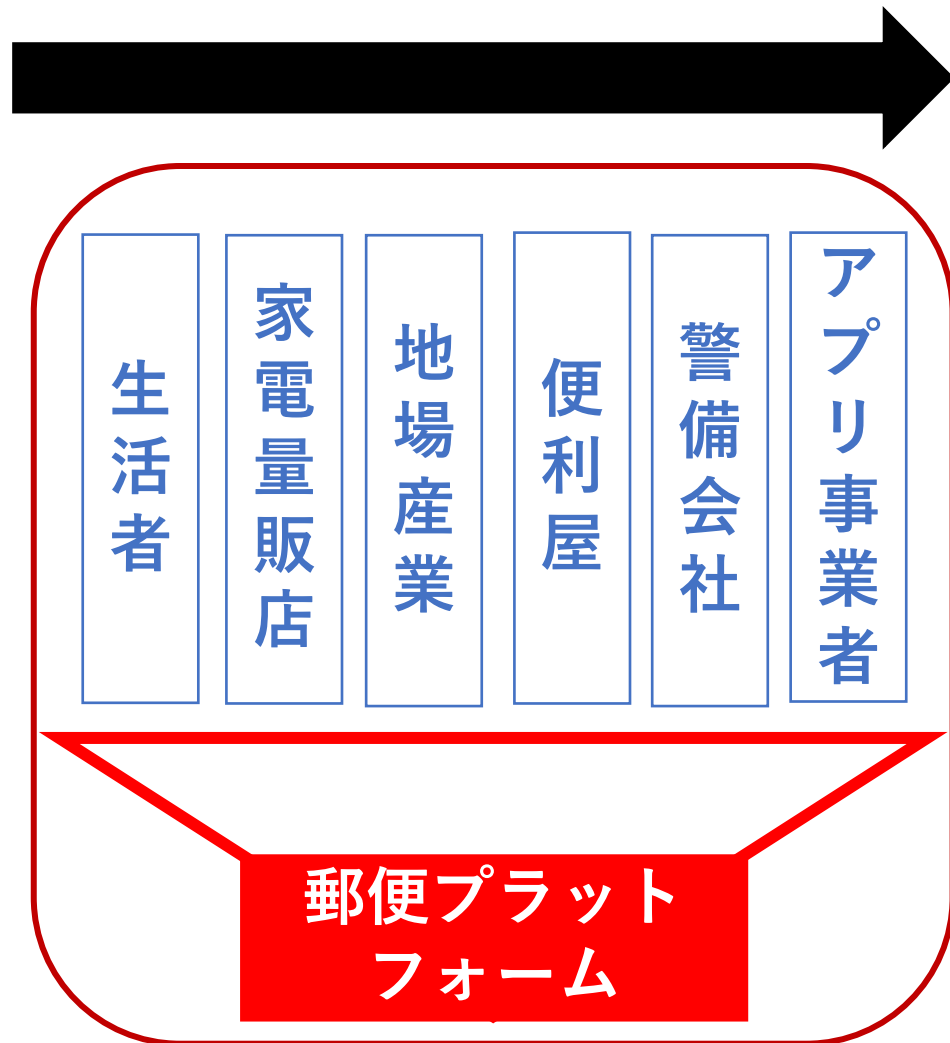 生活者
家電量販店
地場産業
便利屋
警備会社
アプリ事業者
郵便プラット
フォーム